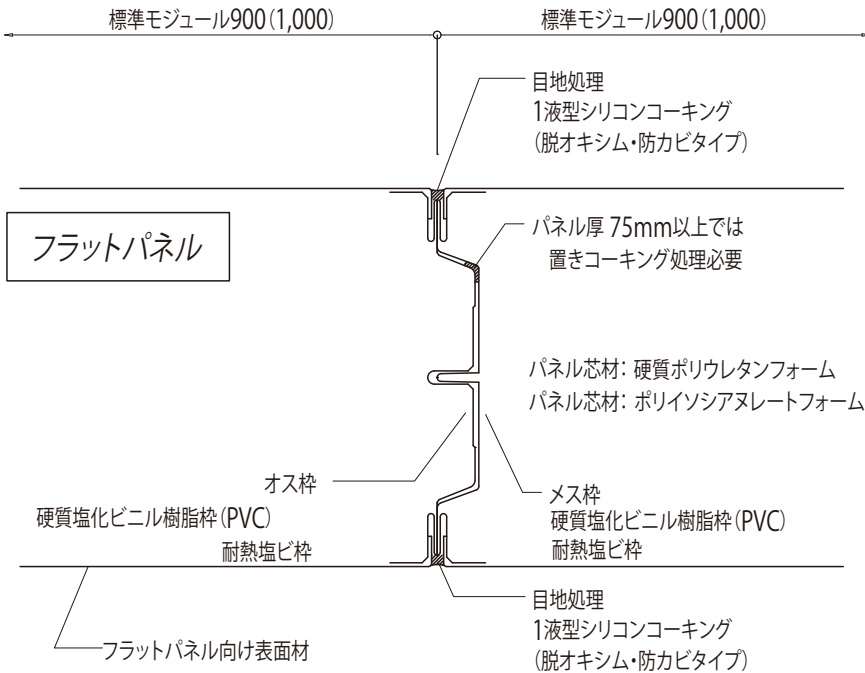 標準モジュール900(1,000)
標準モジュール900(1,000)
目地処理
1液型シリコンコーキング
(脱オキシム・防カビタイプ)
フラットパネル
パネル厚 75mm以上では
置きコーキング処理必要
パネル芯材: 硬質ポリウレタンフォーム
パネル芯材: ポリイソシアヌレートフォーム
オス枠
硬質塩化ビニル樹脂枠(PVC)
耐熱塩ビ枠
メス枠
硬質塩化ビニル樹脂枠(PVC)
耐熱塩ビ枠
フラットパネル向け表面材
目地処理
1液型シリコンコーキング
(脱オキシム・防カビタイプ)